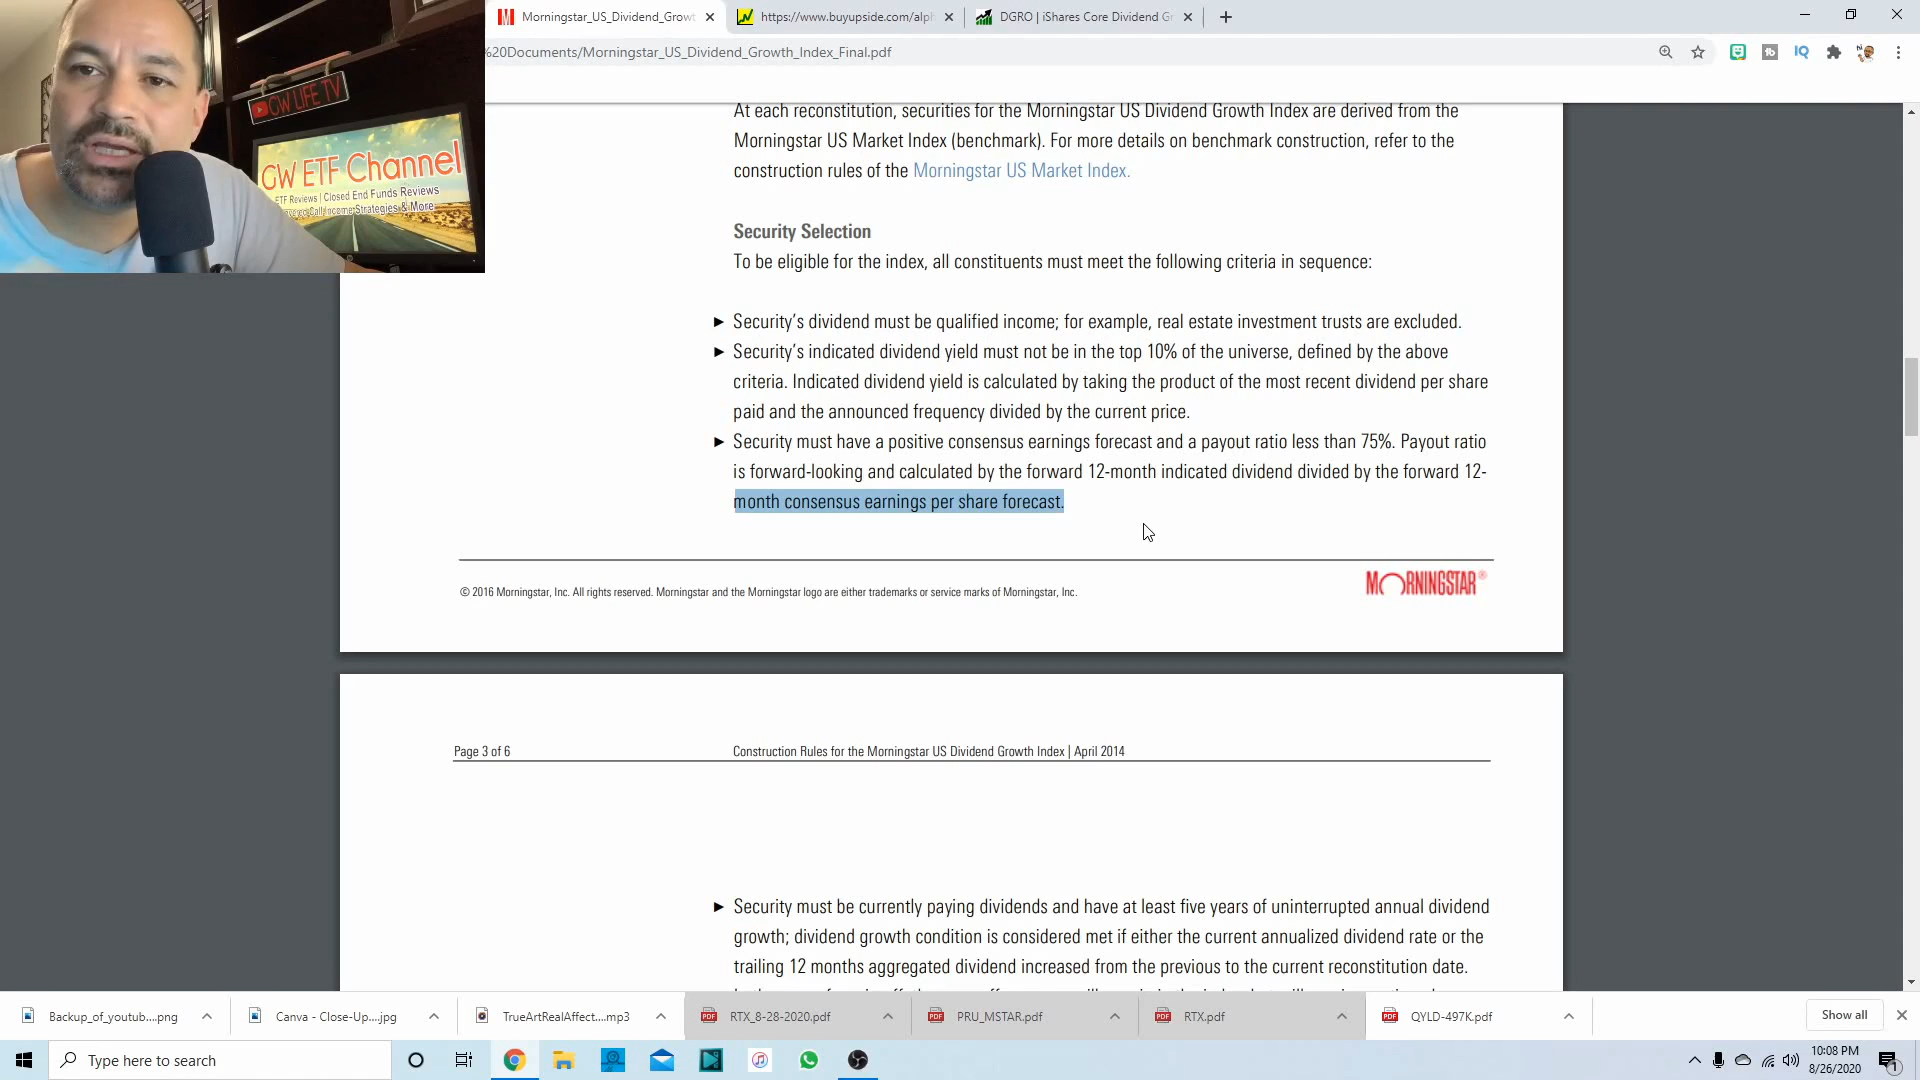 Morningstar_US_Dividend_Growt
https://www.buyupside.com/alph
DGRO | iShares Core Dividend Gr
%20Documents/Morningstar_US_Dividend_Growth_Index_Final.pdf
GW LIFE TV
GW ETF Channel
ETF Reviews | Closed End Funds Reviews
Covered Call Income Strategies & More
At each reconstitution, securities for the Morningstar US Dividend Growth Index are derived from the
Morningstar US Market Index (benchmark). For more details on benchmark construction, refer to the
construction rules of the Morningstar US Market Index.
Security Selection
To be eligible for the index, all constituents must meet the following criteria in sequence:
► Security's dividend must be qualified income; for example, real estate investment trusts are excluded.
► Security's indicated dividend yield must not be in the top 10% of the universe, defined by the above
criteria. Indicated dividend yield is calculated by taking the product of the most recent dividend per share
paid and the announced frequency divided by the current price.
► Security must have a positive consensus earnings forecast and a payout ratio less than 75%. Payout ratio
is forward-looking and calculated by the forward 12-month indicated dividend divided by the forward 12-
month consensus earnings per share forecast.
© 2016 Morningstar, Inc. All rights reserved. Morningstar and the Morningstar logo are either trademarks or service marks of Morningstar, Inc.
MORNINGSTAR®
Page 3 of 6
Construction Rules for the Morningstar US Dividend Growth Index | April 2014
► Security must be currently paying dividends and have at least five years of uninterrupted annual dividend
growth; dividend growth condition is considered met if either the current annualized dividend rate or the
trailing 12 months aggregated dividend increased from the previous to the current reconstitution date.
Backup_of_youtub....png
Canva - Close-Up....jpg
TrueArtRealAffect....mp3
RTX_8-28-2020.pdf
PRU_MSTAR.pdf
RTX.pdf
QYLD-497K.pdf
Show all
Type here to search
10:08 PM
8/26/2020